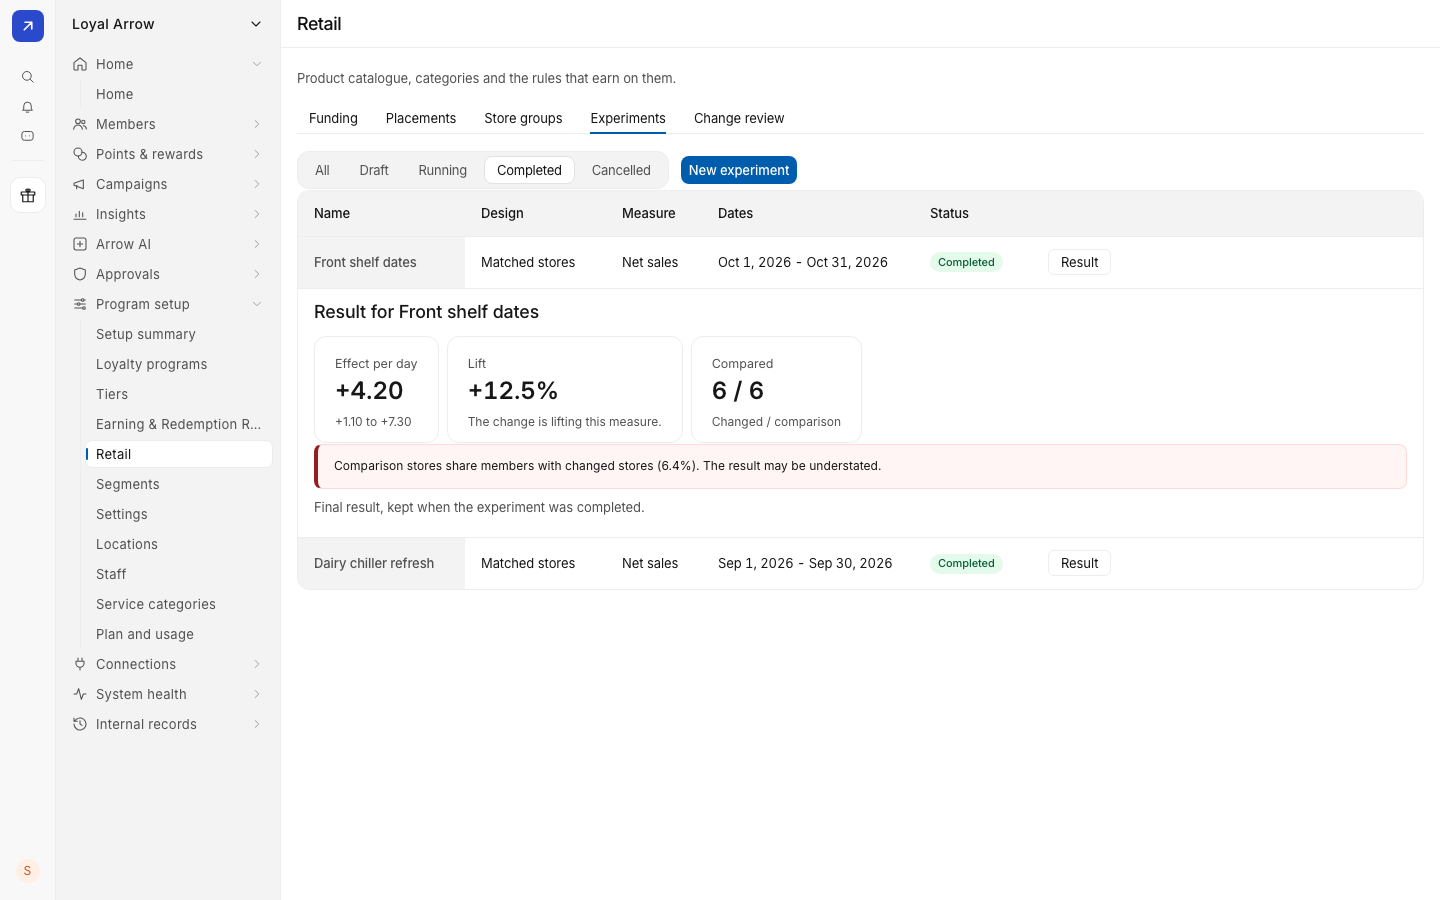 Loyal Arrow
Home
Home
Members
Points & rewards
Campaigns
Insights
Arrow AI
Approvals
Program setup
Setup summary
Loyalty programs
Tiers
Earning & Redemption R...
Retail
Segments
Settings
Locations
Staff
Service categories
Plan and usage
Connections
System health
Internal records
S
Retail
Product catalogue, categories and the rules that earn on them.
Funding Placements Store groups Experiments Change review
All Draft Running Completed Cancelled New experiment
Name Design Measure Dates Status
Front shelf dates Matched stores Net sales Oct 1, 2026 - Oct 31, 2026 Completed Result
Result for Front shelf dates
Effect per day Lift Compared
+4.20 +12.5% 6 / 6
+1.10 to +7.30 The change is lifting this measure. Changed / comparison
Comparison stores share members with changed stores (6.4%). The result may be understated.
Final result, kept when the experiment was completed.
Dairy chiller refresh Matched stores Net sales Sep 1, 2026 - Sep 30, 2026 Completed Result